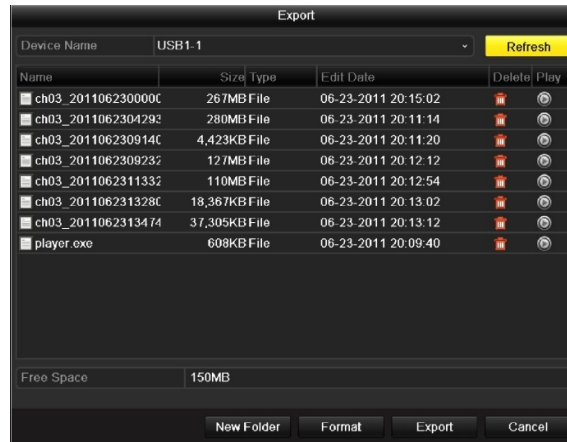 Export
Device Name USB1-1 Refresh
Name Size Type Edit Date Delete Play
ch03_201106230000C 267MB File 06-23-2011 20:15:02
ch03_201106230429З 280MB File 06-23-2011 20:11:14
ch03_201106230914C 4,423KB File 06-23-2011 20:11:20
ch03_2011062309232 127MB File 06-23-2011 20:12:12
ch03_2011062311332 110MB File 06-23-2011 20:12:54
ch03_201106231328C 18,367KB File 06-23-2011 20:13:02
ch03_2011062313474 37,305KB File 06-23-2011 20:13:12
player.exe 608KB File 06-23-2011 20:09:40
Free Space 150MB
New Folder Format Export Cancel